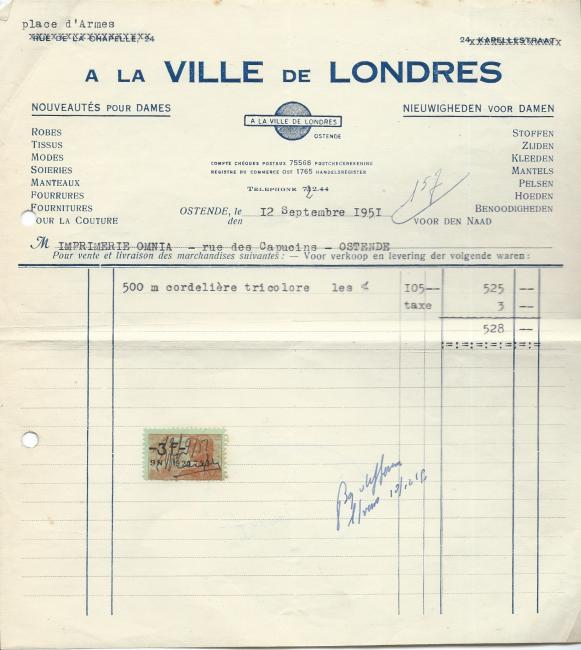 place d'Armes
RUE DE LA CHAPELLE, 24
24, KAPELLESTRAAT
A LA VILLE DE LONDRES
NOUVEAUTÉS POUR DAMES
NIEUWIGHEDEN VOOR DAMEN
A LA VILLE DE LONDRES
OSTENDE
ROBES
TISSUS
MODES
SOIERIES
MANTEAUX
FOURRURES
FOURNITURES
POUR LA COUTURE
STOFFEN
ZIJDEN
KLEEDEN
MANTELS
PELSEN
HOEDEN
BENOODIGHEDEN
VOOR DEN NAAD
COMPTE CHÈQUES POSTAUX 75568 POSTCHECKREKENING
REGISTRE DU COMMERCE OST 1765 HANDELSREGISTER
TELEPHONE 712.44
157
OSTENDE, le
den
12 Septembre 1951
M IMPRIMERIE OMNIA - rue des Capucins - OSTENDE
Pour vente et livraison des marchandises suivantes : — Voor verkoop en levering der volgende waren :
500 m cordelière tricolore les 105-- 525 --
taxe 3 --
528 --
-3F-